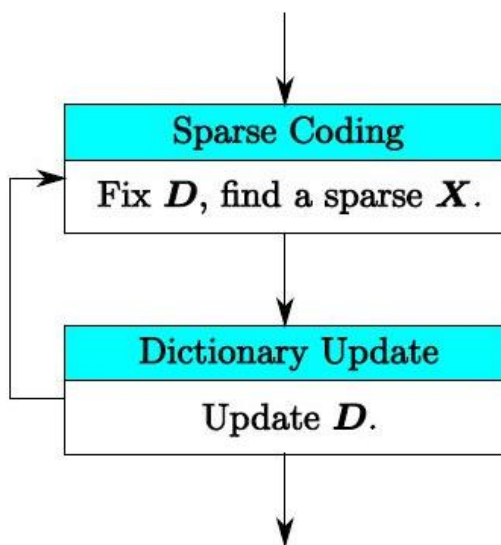 Sparse Coding
Fix D, find a sparse X.
Dictionary Update
Update D.